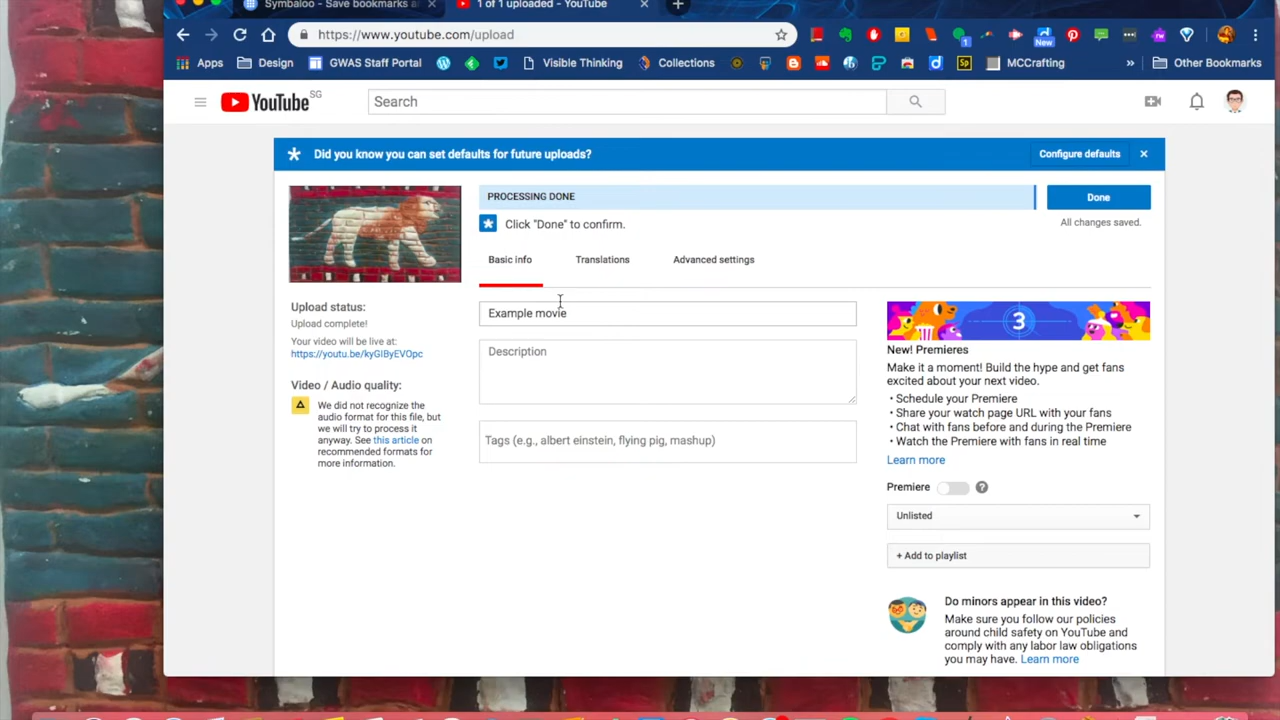 Symbaloo - Save bookmarks a
1 of 1 uploaded - YouTube
https://www.youtube.com/upload
New
Apps
Design
GWAS Staff Portal
Visible Thinking
Collections
Sp
MCCrafting
»
Other Bookmarks
YouTube SG
Search
Did you know you can set defaults for future uploads?
Configure defaults
PROCESSING DONE
Done
Click "Done" to confirm.
All changes saved.
Basic info
Translations
Advanced settings
Upload status:
Upload complete!
Your video will be live at:
https://youtu.be/kyGIByEVOpc
Video / Audio quality:
We did not recognize the
audio format for this file, but
we will try to process it
anyway. See this article on
recommended formats for
more information.
Example movie
Description
Tags (e.g., albert einstein, flying pig, mashup)
3
New! Premieres
Make it a moment! Build the hype and get fans
excited about your next video.
• Schedule your Premiere
• Share your watch page URL with your fans
• Chat with fans before and during the Premiere
• Watch the Premiere with fans in real time
Learn more
Premiere
Unlisted
+ Add to playlist
Do minors appear in this video?
Make sure you follow our policies
around child safety on YouTube and
comply with any labor law obligations
you may have. Learn more